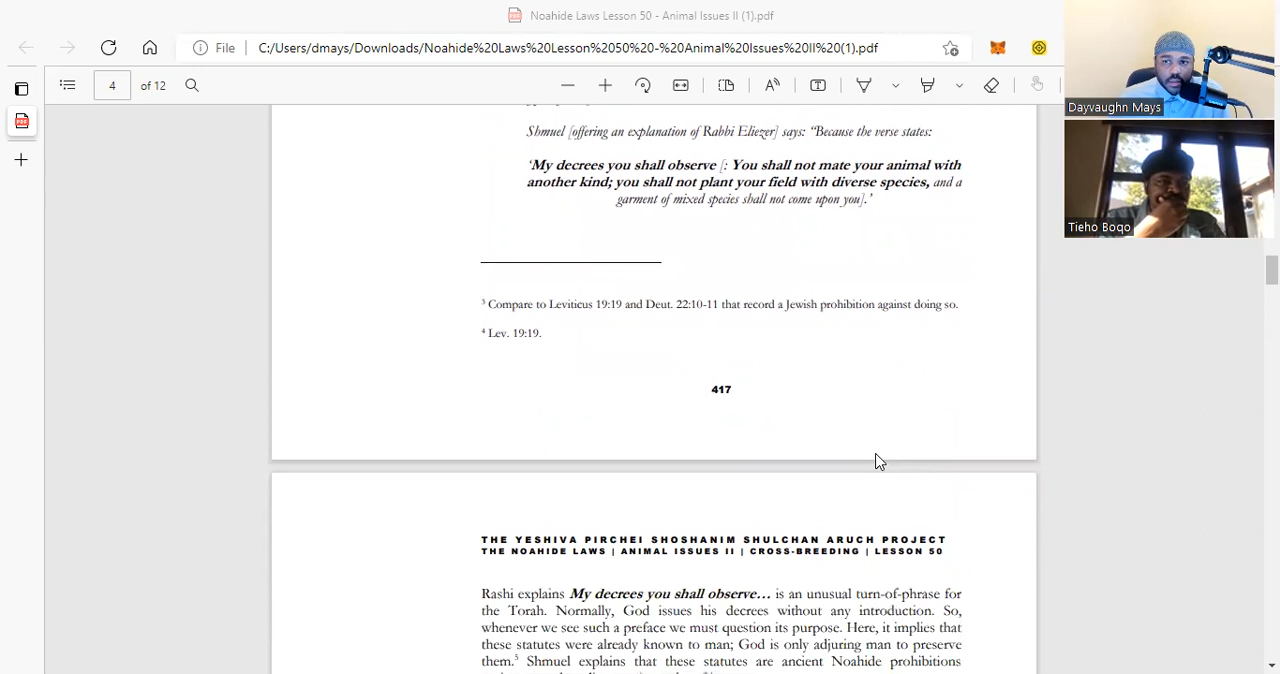 Noahide Laws Lesson 50 - Animal Issues II (1).pdf
File
C:/Users/dmays/Downloads/Noahide%20Laws%20Lesson%2050%20-%20Animal%20Issues%20II%20(1).pdf
4 of 12
Dayvaughn Mays
Tieho Boqo
Shmuel [offering an explanation of Rabbi Eliezer] says: “Because the verse states:
‘My decrees you shall observe [: You shall not mate your animal with
another kind; you shall not plant your field with diverse species, and a
garment of mixed species shall not come upon you].’
3 Compare to Leviticus 19:19 and Deut. 22:10-11 that record a Jewish prohibition against doing so.
4 Lev. 19:19.
417
THE YESHIVA PIRCHEI SHOSHANIM SHULCHAN ARUCH PROJECT
THE NOAHIDE LAWS | ANIMAL ISSUES II | CROSS-BREEDING | LESSON 50
Rashi explains My decrees you shall observe… is an unusual turn-of-phrase for
the Torah. Normally, God issues his decrees without any introduction. So,
whenever we see such a preface we must question its purpose. Here, it implies that
these statutes were already known to man; God is only adjuring man to preserve
them.5 Shmuel explains that these statutes are ancient Noahide prohibitions